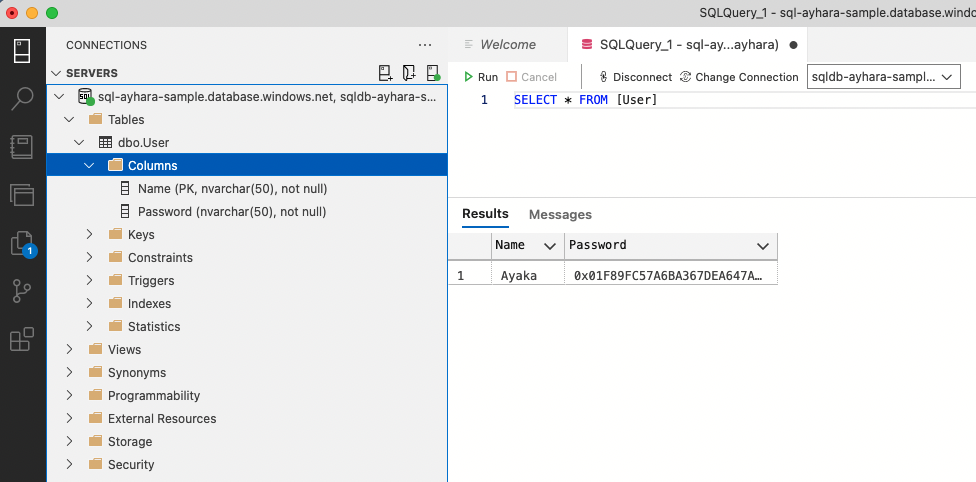 SQLQuery_1 - sql-ayhara-sample.database.windo
CONNECTIONS
SERVERS
sql-ayhara-sample.database.windows.net, sqldb-ayhara-s...
Tables
dbo.User
Columns
Name (PK, nvarchar(50), not null)
Password (nvarchar(50), not null)
Keys
Constraints
Triggers
Indexes
Statistics
Views
Synonyms
Programmability
External Resources
Storage
Security
1
Welcome
SQLQuery_1 - sql-ay...ayhara)
Run
Cancel
Disconnect
Change Connection
sqldb-ayhara-sampl...
1 SELECT * FROM [User]
Results Messages
Name Password
1 Ayaka 0x01F89FC57A6BA367DEA647A…